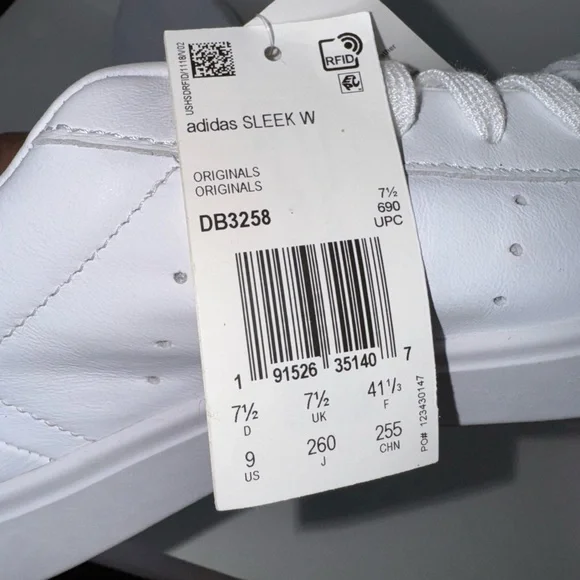 USHSDRFID/1118/V02
RFID
adidas SLEEK W
ORIGINALS
ORIGINALS
DB3258
7½
690
UPC
1 91526 35140 7
7½ 7½ 41¹/₃
D UK F
9 260 255
US J CHN
PO# 123430147